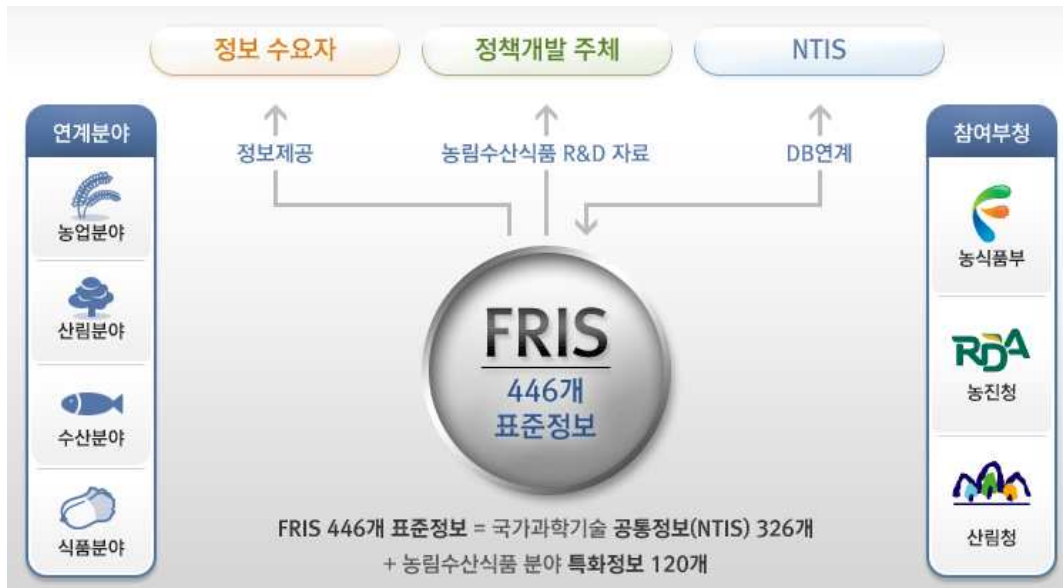 정보 수요자
정책개발 주체
NTIS
연계분야
농업분야
산림분야
수산분야
식품분야
정보제공
농림수산식품 R&D 자료
DB연계
FRIS
446개
표준정보
FRIS 446개 표준정보 = 국가과학기술 공통정보(NTIS) 326개
+ 농림수산식품 분야 특화정보 120개
참여부청
농식품부
RDA
농진청
산림청